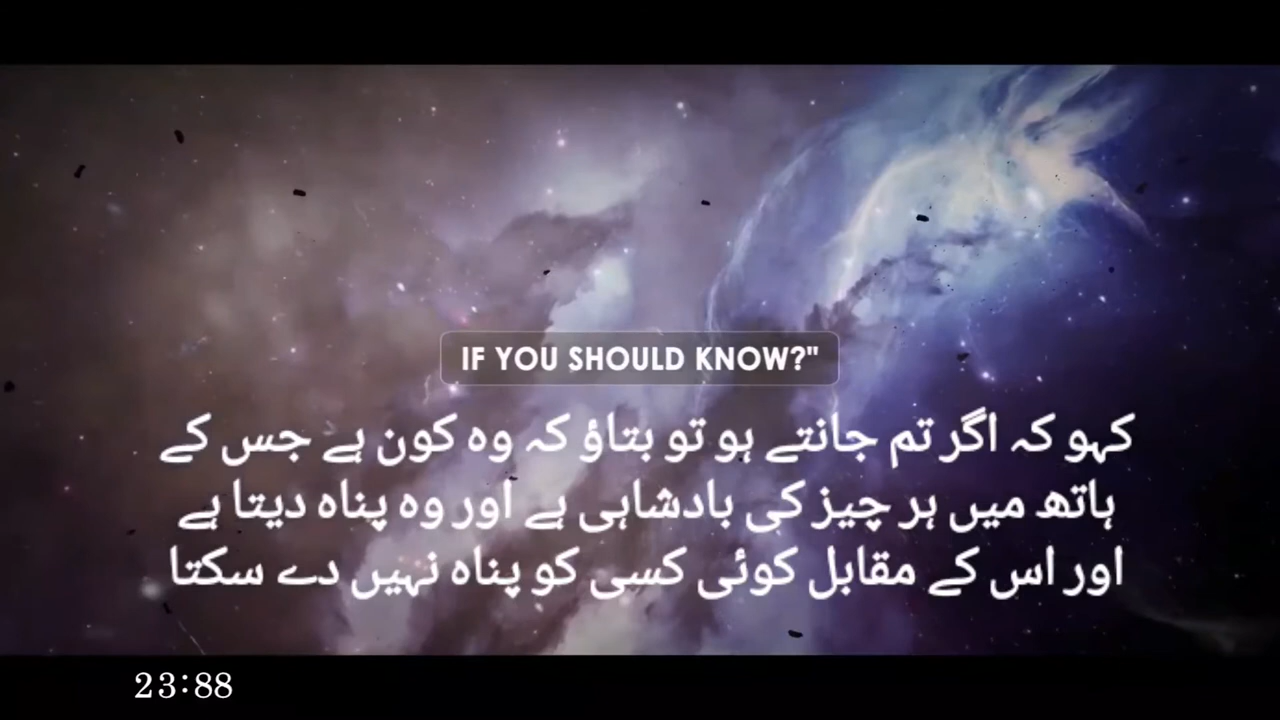 IF YOU SHOULD KNOW?"
کہو کہ اگر تم جانتے ہو تو بتاؤ کہ وہ کون ہے جس کے
ہاتھ میں ہر چیز کی بادشاہی ہے اور وہ پناہ دیتا ہے
اور اس کے مقابل کوئی کسی کو پناہ نہیں دے سکتا
23:88